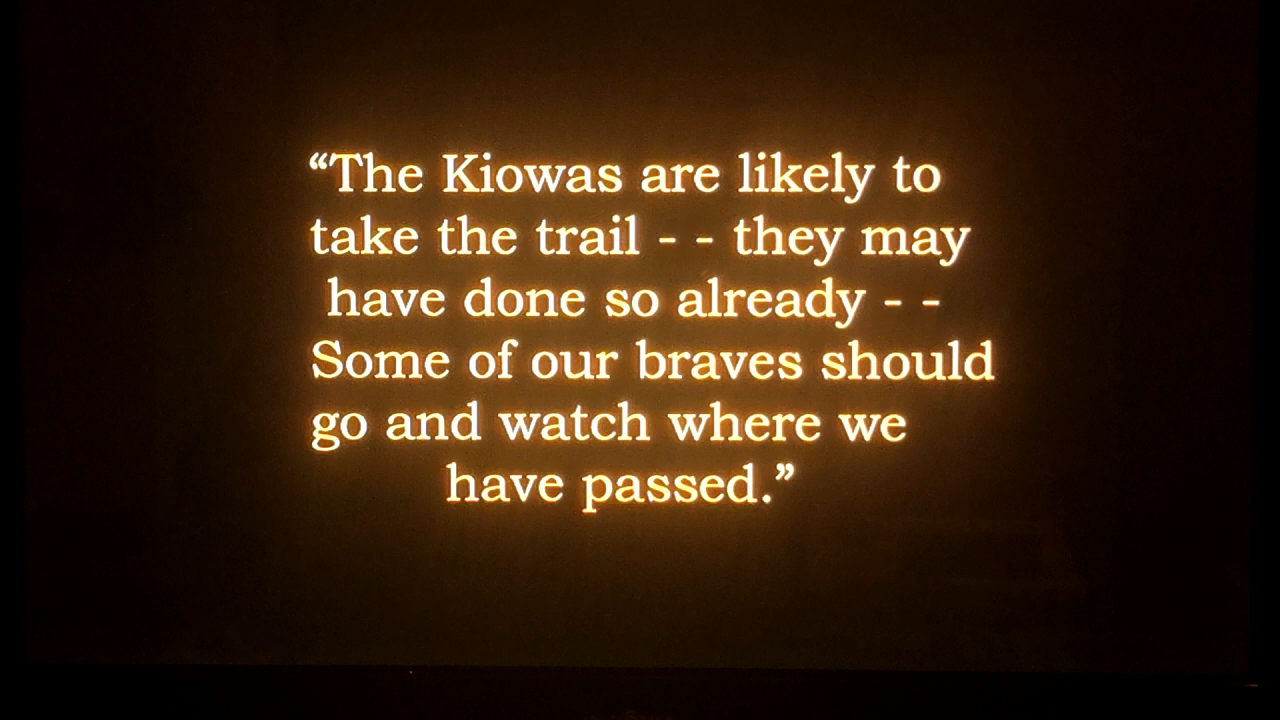 “The Kiowas are likely to
take the trail - - they may
have done so already - -
Some of our braves should
go and watch where we
have passed.”